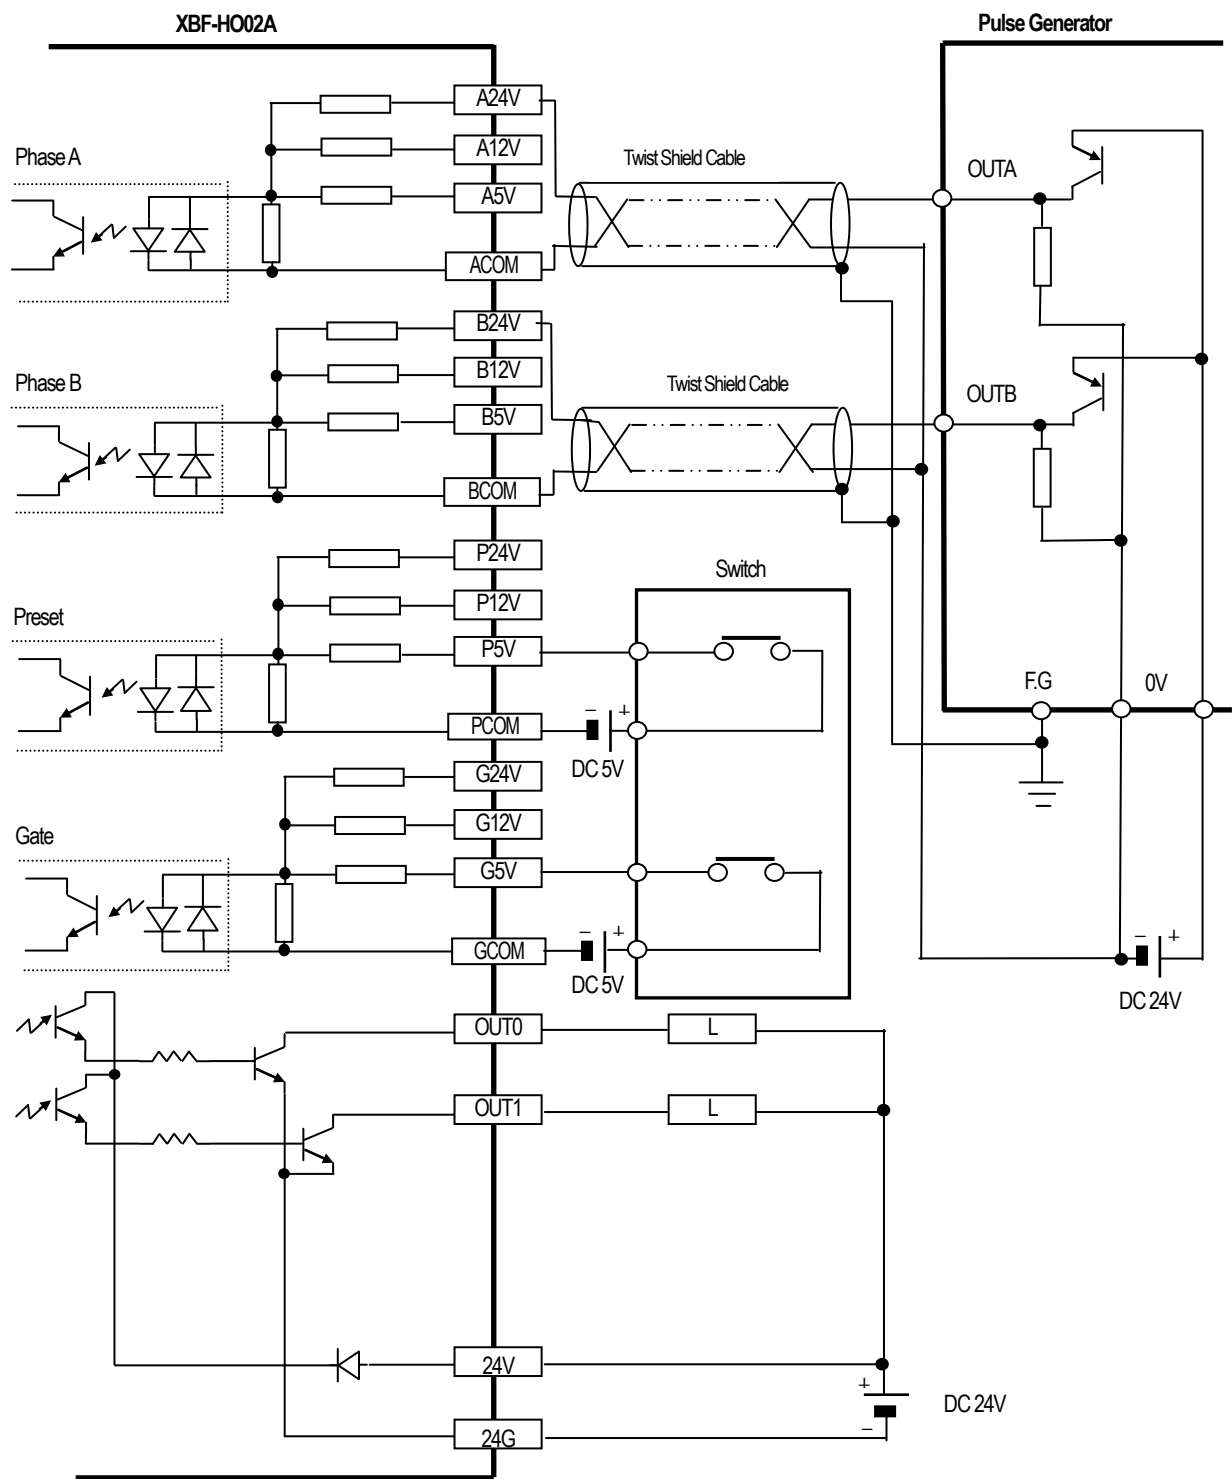 XBF-HO02A
Pulse Generator
A24V
A12V
Phase A
A5V
ACOM
Twist Shield Cable
OUTA
B24V
B12V
Phase B
B5V
BCOM
Twist Shield Cable
OUTB
P24V
P12V
Preset
P5V
PCOM
− +
DC 5V
Switch
F.G
0V
G24V
G12V
Gate
G5V
GCOM
− +
DC 5V
− +
DC 24V
OUT0
L
OUT1
L
24V
+
DC 24V
−
24G